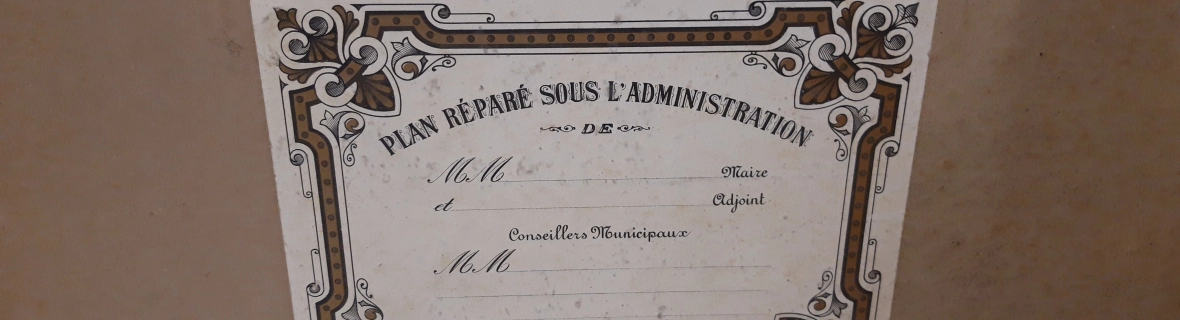 PLAN RÉPARÉ SOUS L'ADMINISTRATION
DE
MM Maire
et Adjoint
Conseillers Municipaux
MM